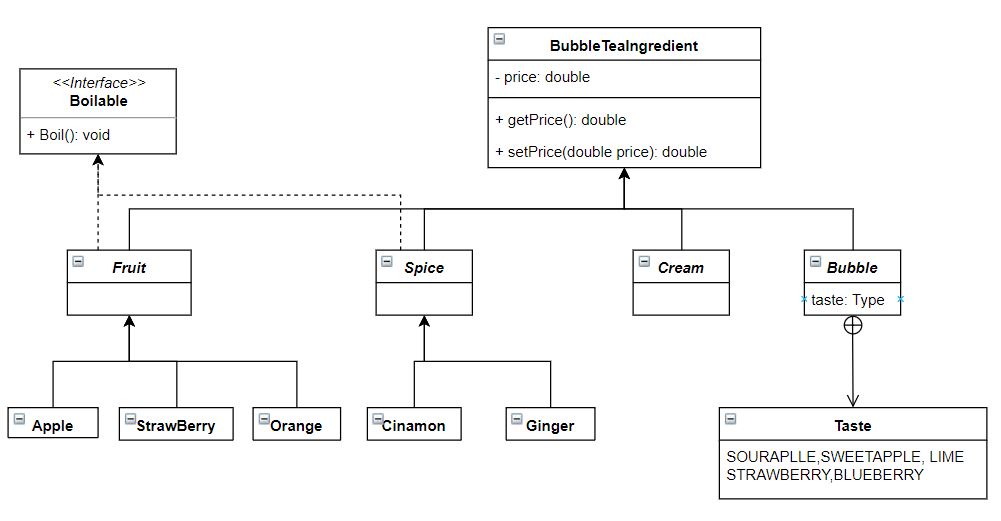 BubbleTeaIngredient
- price: double
+ getPrice(): double
+ setPrice(double price): double
<<Interface>>
Boilable
+ Boil(): void
Fruit
Spice
Cream
Bubble
taste: Type
Apple
StrawBerry
Orange
Cinamon
Ginger
Taste
SOURAPLLE,SWEETAPPLE, LIME
STRAWBERRY,BLUEBERRY